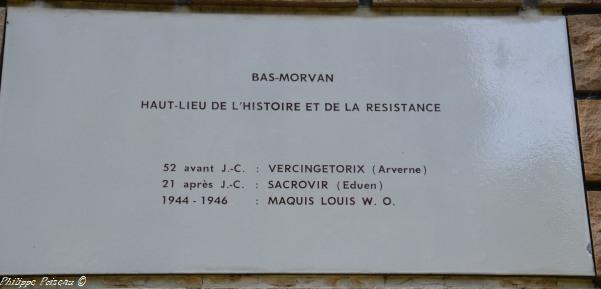 BAS-MORVAN
HAUT-LIEU DE L'HISTOIRE ET DE LA RESISTANCE
52 avant J.-C. : VERCINGETORIX (Arverne)
21 après J.-C. : SACROVIR (Eduen)
1944 - 1946 : MAQUIS LOUIS W. O.
Philippe Poiseau ©